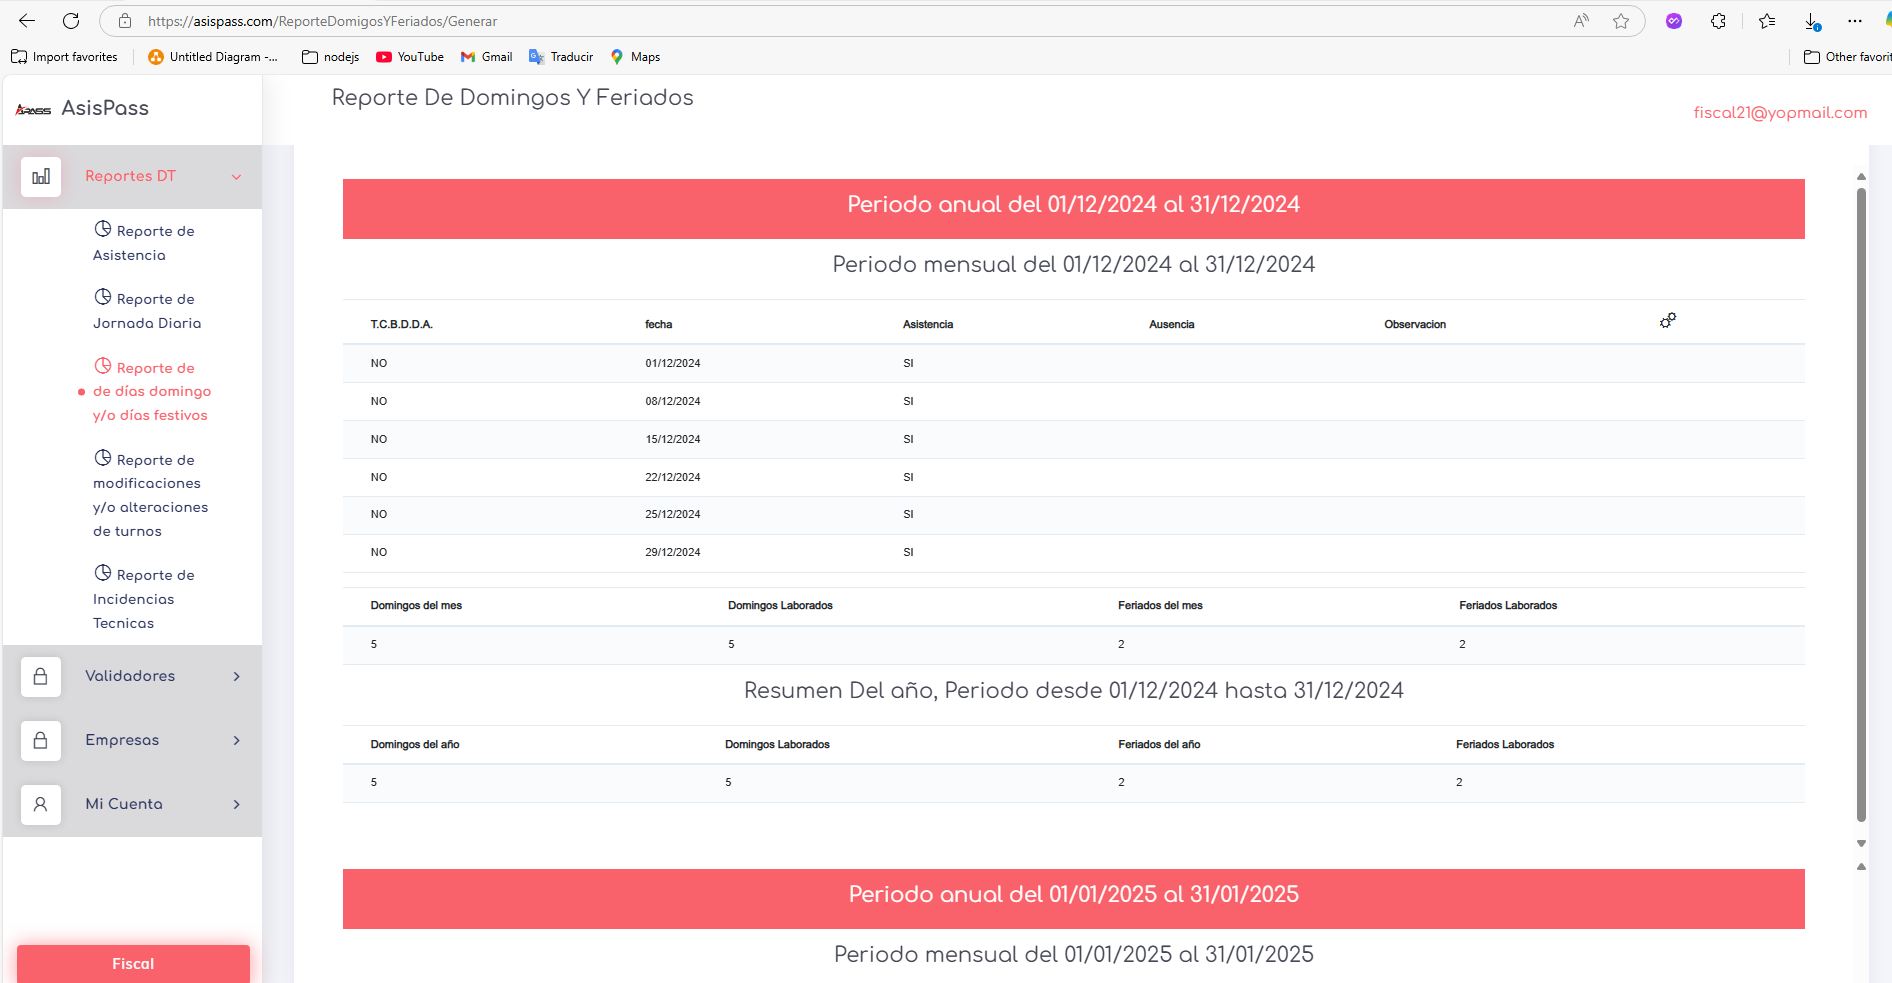 https://asispass.com/ReporteDomigosYFeriados/Generar
Import favorites
Untitled Diagram -...
nodejs
YouTube
Gmail
Traducir
Maps
Other favorit
APASS AsisPass
Reporte De Domingos Y Feriados
fiscal21@yopmail.com
Reportes DT
Reporte de
Asistencia
Reporte de
Jornada Diaria
Reporte de
de días domingo
y/o días festivos
Reporte de
modificaciones
y/o alteraciones
de turnos
Reporte de
Incidencias
Tecnicas
Validadores
Empresas
Mi Cuenta
Fiscal
Periodo anual del 01/12/2024 al 31/12/2024
Periodo mensual del 01/12/2024 al 31/12/2024
T.C.B.D.D.A. fecha Asistencia Ausencia Observacion
NO 01/12/2024 SI
NO 08/12/2024 SI
NO 15/12/2024 SI
NO 22/12/2024 SI
NO 25/12/2024 SI
NO 29/12/2024 SI
Domingos del mes Domingos Laborados Feriados del mes Feriados Laborados
5 5 2 2
Resumen Del año, Periodo desde 01/12/2024 hasta 31/12/2024
Domingos del año Domingos Laborados Feriados del año Feriados Laborados
5 5 2 2
Periodo anual del 01/01/2025 al 31/01/2025
Periodo mensual del 01/01/2025 al 31/01/2025